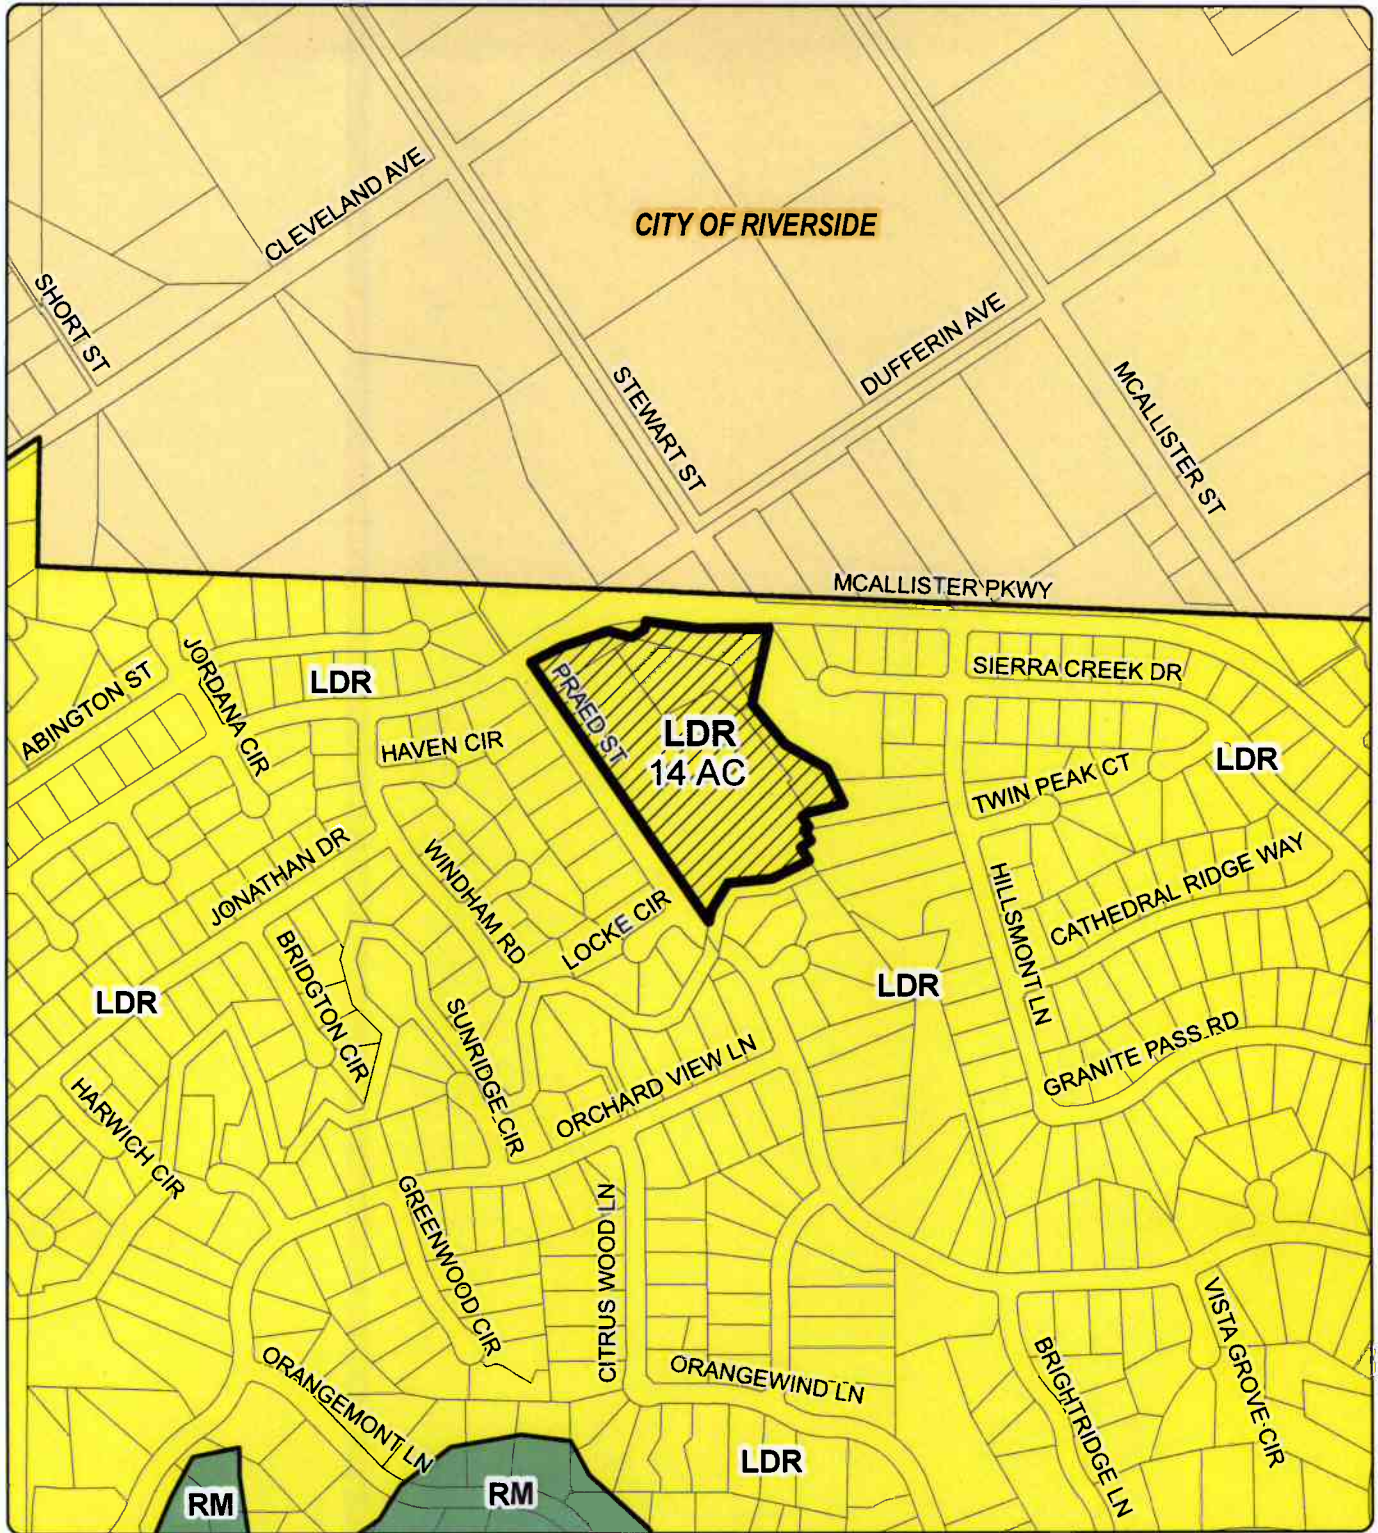 CLEVELAND AVE
CITY OF RIVERSIDE
SHORT ST
STEWART ST
DUFFERIN AVE
MCALLISTER ST
MCALLISTER PKWY
ABINGTON ST
JORDANA CIR
LDR
PRAED ST
SIERRA CREEK DR
HAVEN CIR
LDR
14 AC
LDR
TWIN PEAK CT
JONATHAN DR
WINDHAM RD
LOCKE CIR
HILLSMONT LN
CATHEDRAL RIDGE WAY
BRIDGTON CIR
LDR
SUNRIDGE CIR
LDR
ORCHARD VIEW LN
GRANITE PASS RD
HARWICH CIR
GREENWOOD CIR
CITRUS WOOD LN
VISTA GROVE CIR
ORANGEMONT LN
ORANGEWIND LN
BRIGHTRIDGE LN
LDR
RM
RM